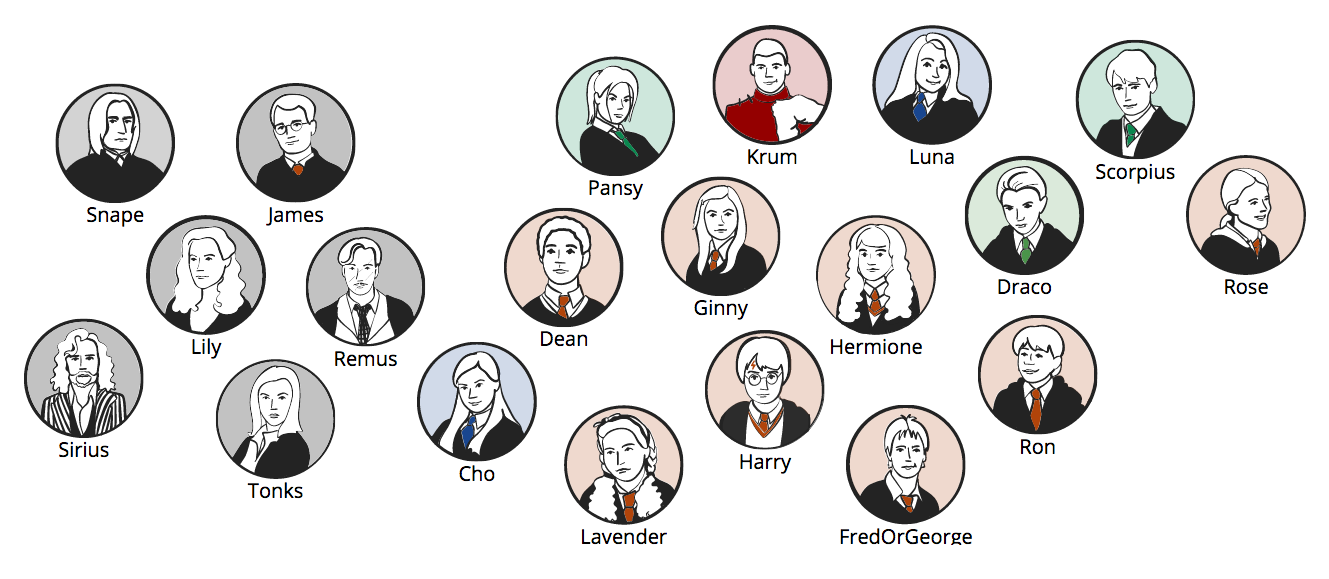 Krum
Luna
Scorpius
Pansy
Snape
James
Draco
Rose
Ginny
Dean
Lily
Remus
Hermione
Sirius
Ron
Harry
Cho
Tonks
Lavender
FredOrGeorge